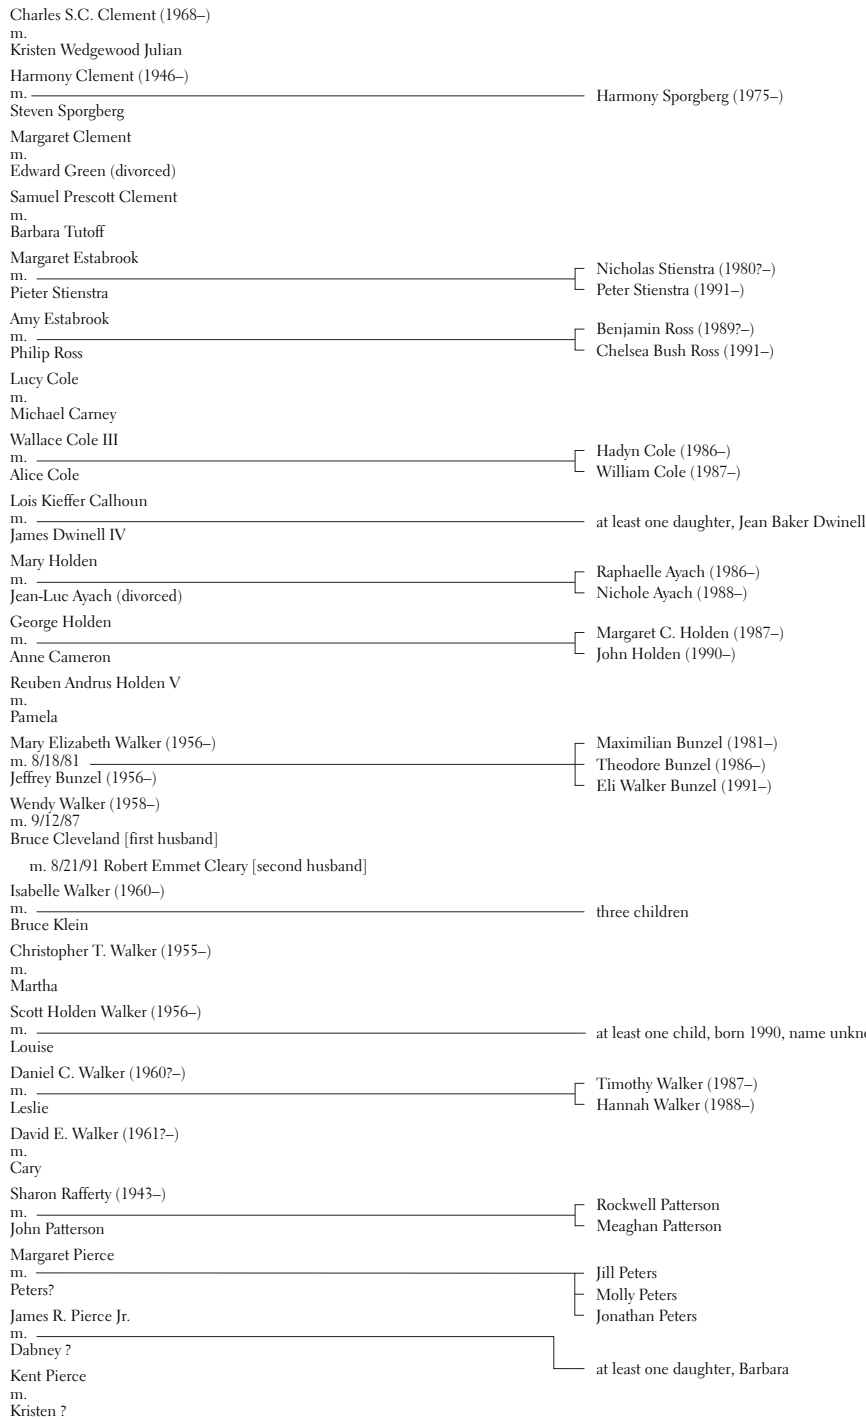 Charles S.C. Clement (1968–)
m.
Kristen Wedgewood Julian
Harmony Clement (1946–)
m.
Harmony Sporgberg (1975–)
Steven Sporgberg
Margaret Clement
m.
Edward Green (divorced)
Samuel Prescott Clement
m.
Barbara Tutoff
Margaret Estabrook
m.
Pieter Stienstra
Nicholas Stienstra (1980?–)
Peter Stienstra (1991–)
Amy Estabrook
m.
Philip Ross
Benjamin Ross (1989?–)
Chelsea Bush Ross (1991–)
Lucy Cole
m.
Michael Carney
Wallace Cole III
m.
Alice Cole
Hadyn Cole (1986–)
William Cole (1987–)
Lois Kieffer Calhoun
m.
James Dwinell IV
at least one daughter, Jean Baker Dwinell
Mary Holden
m.
Jean-Luc Ayach (divorced)
Raphaelle Ayach (1986–)
Nichole Ayach (1988–)
George Holden
m.
Anne Cameron
Margaret C. Holden (1987–)
John Holden (1990–)
Reuben Andrus Holden V
m.
Pamela
Mary Elizabeth Walker (1956–)
m. 8/18/81
Jeffrey Bunzel (1956–)
Maximilian Bunzel (1981–)
Theodore Bunzel (1986–)
Eli Walker Bunzel (1991–)
Wendy Walker (1958–)
m. 9/12/87
Bruce Cleveland [first husband]
m. 8/21/91 Robert Emmet Cleary [second husband]
Isabelle Walker (1960–)
m.
Bruce Klein
three children
Christopher T. Walker (1955–)
m.
Martha
Scott Holden Walker (1956–)
m.
Louise
at least one child, born 1990, name unkn
Daniel C. Walker (1960?–)
m.
Leslie
Timothy Walker (1987–)
Hannah Walker (1988–)
David E. Walker (1961?–)
m.
Cary
Sharon Rafferty (1943–)
m.
John Patterson
Rockwell Patterson
Meaghan Patterson
Margaret Pierce
m.
Peters?
Jill Peters
Molly Peters
Jonathan Peters
James R. Pierce Jr.
m.
Dabney ?
at least one daughter, Barbara
Kent Pierce
m.
Kristen ?